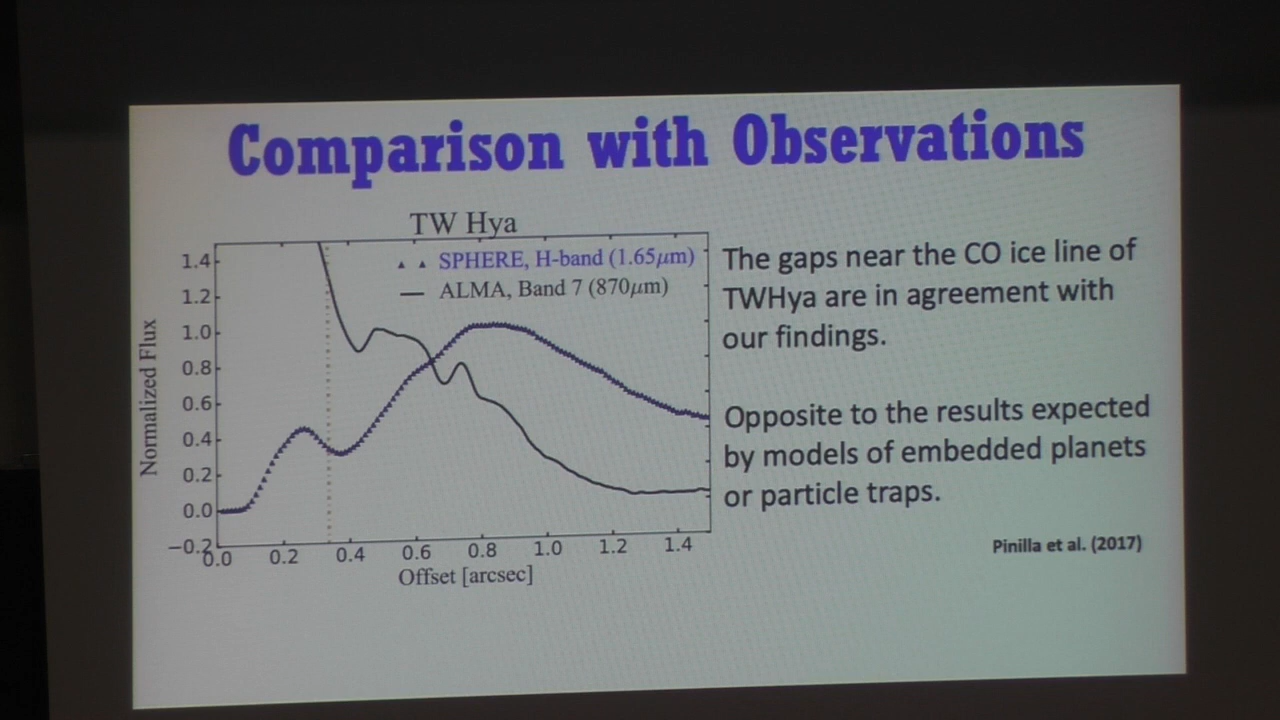 Comparison with Observations
TW Hya
SPHERE, H-band (1.65μm)
ALMA, Band 7 (870μm)
Normalized Flux
1.4
1.2
1.0
0.8
0.6
0.4
0.2
0.0
−0.2
0.0 0.2 0.4 0.6 0.8 1.0 1.2 1.4
Offset [arcsec]
The gaps near the CO ice line of
TWHya are in agreement with
our findings.
Opposite to the results expected
by models of embedded planets
or particle traps.
Pinilla et al. (2017)